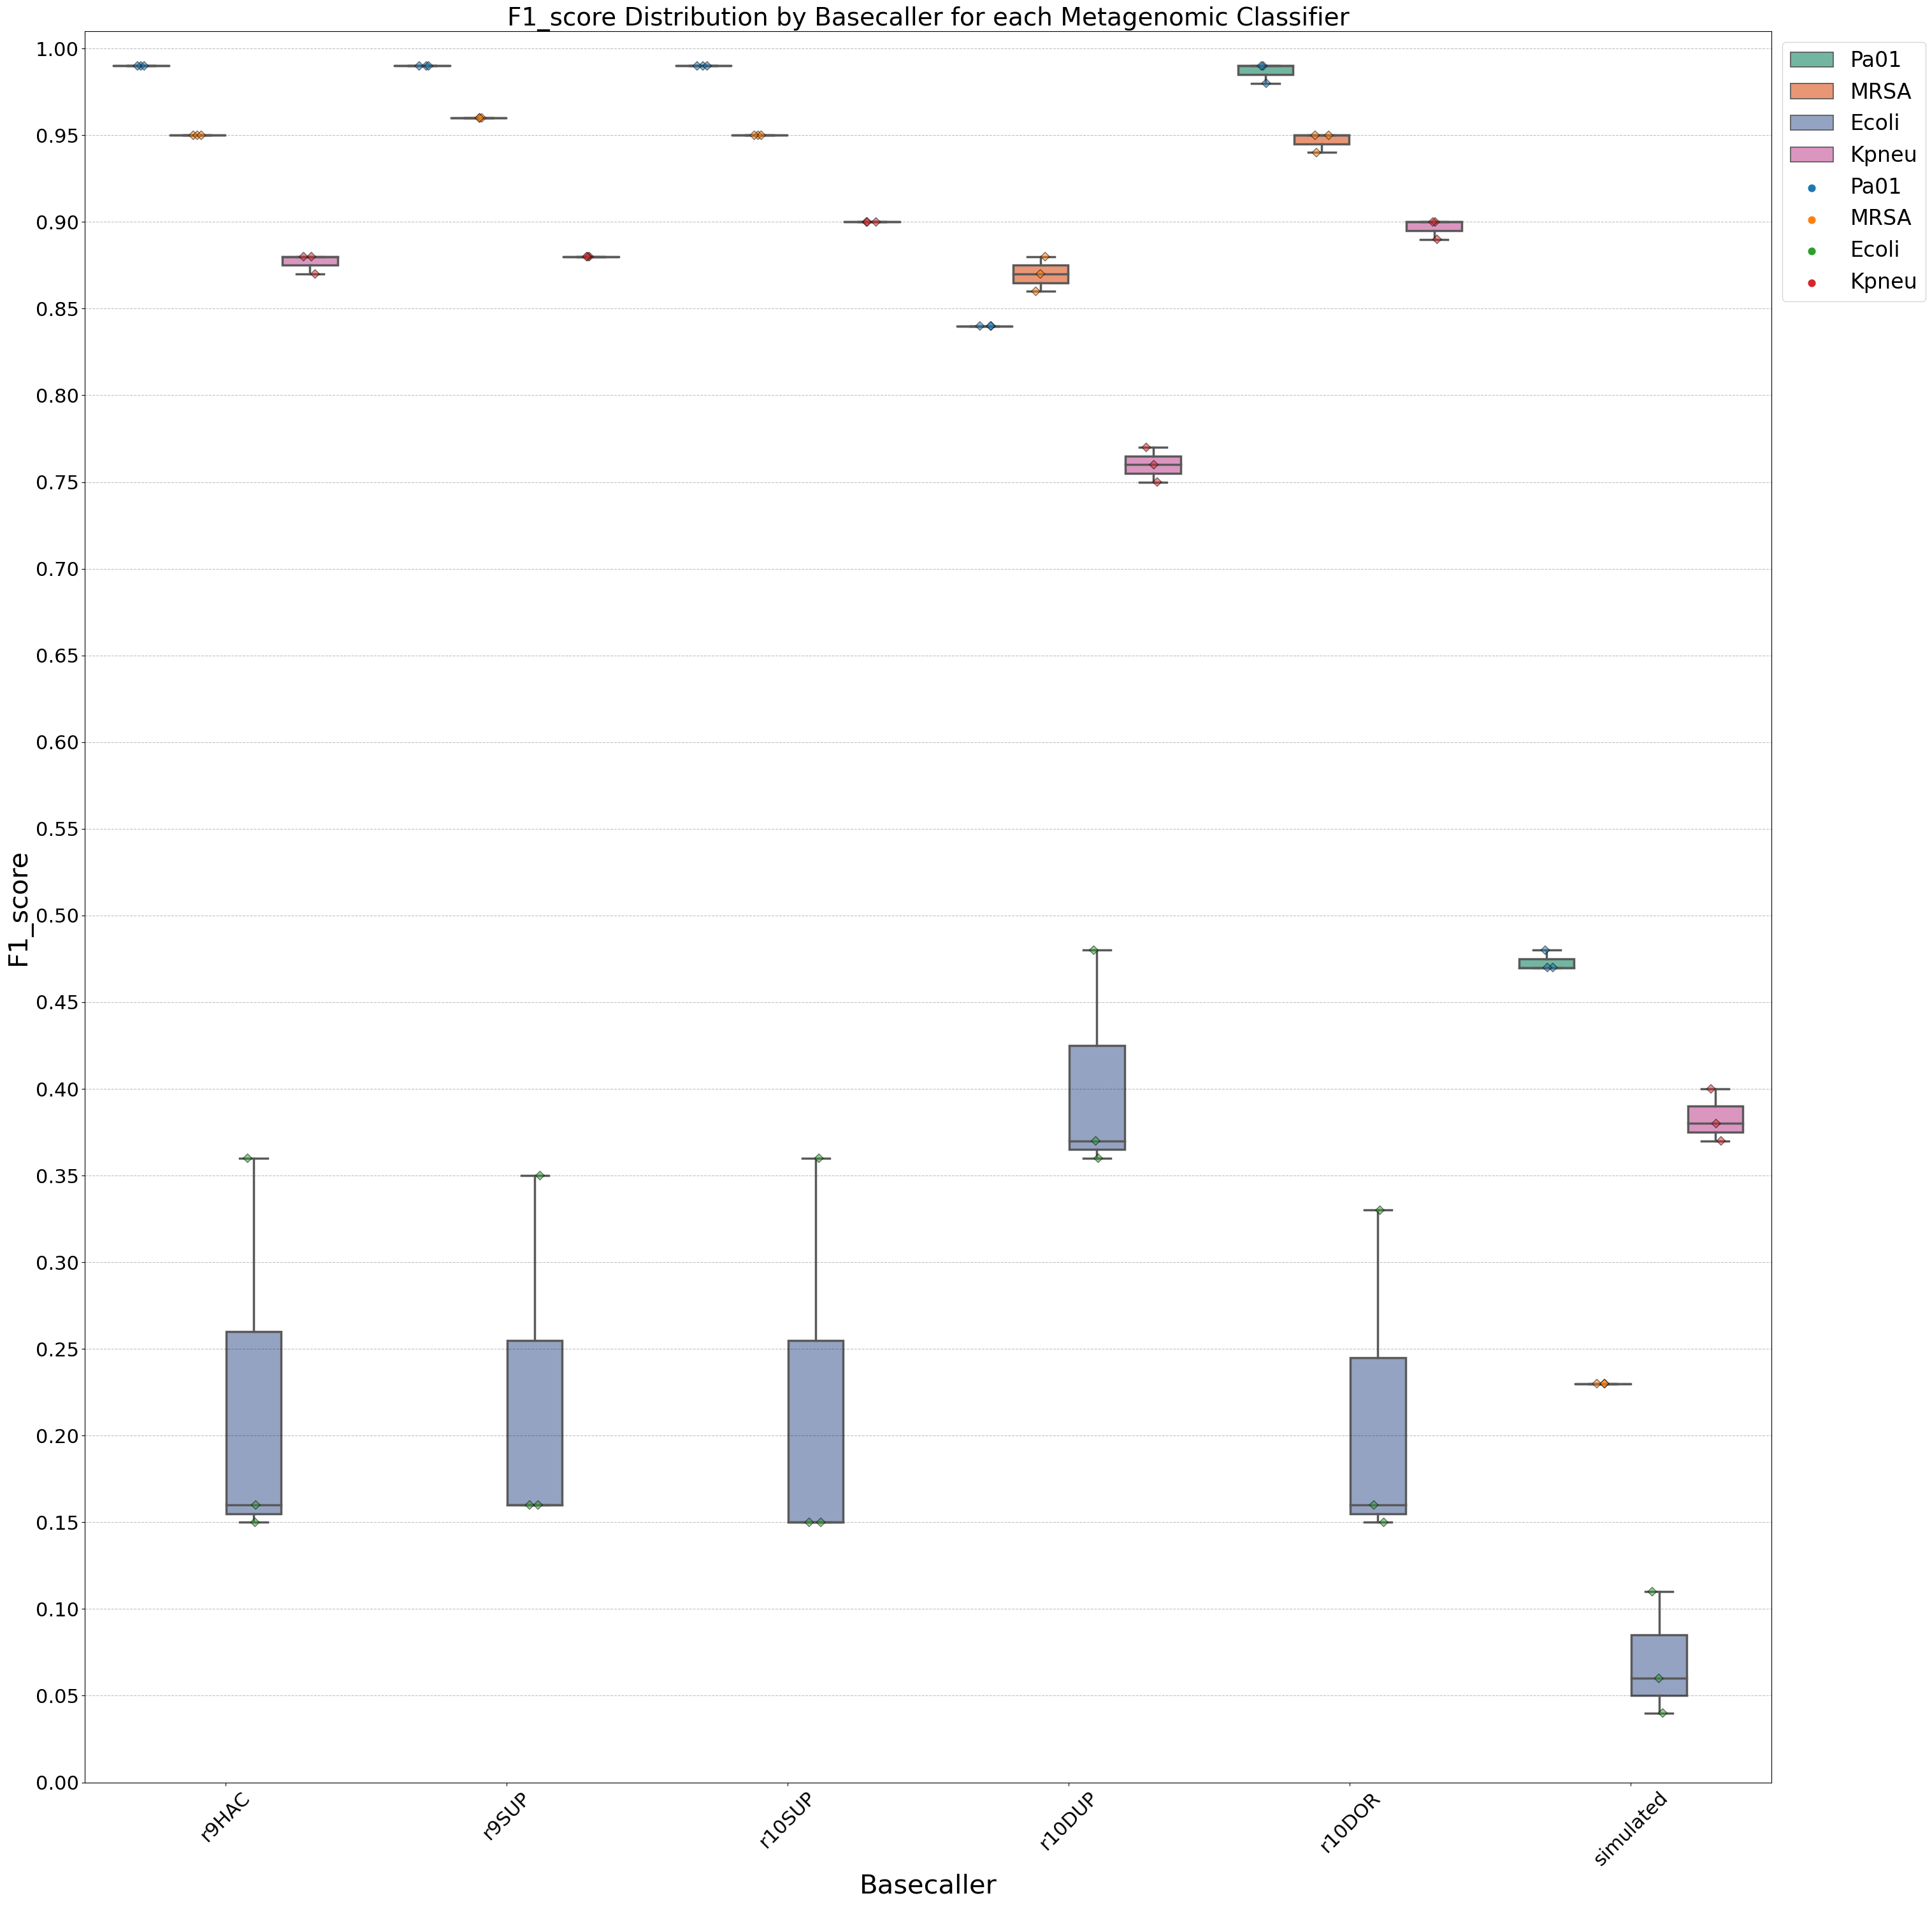 F1_score Distribution by Basecaller for each Metagenomic Classifier
1.00
0.95
0.90
0.85
0.80
0.75
0.70
0.65
0.60
0.55
0.50
0.45
0.40
0.35
0.30
0.25
0.20
0.15
0.10
0.05
0.00
F1_score
r9HAC
r9SUP
r10SUP
r10DUP
r10DOR
simulated
Basecaller
Pa01
MRSA
Ecoli
Kpneu
Pa01
MRSA
Ecoli
Kpneu